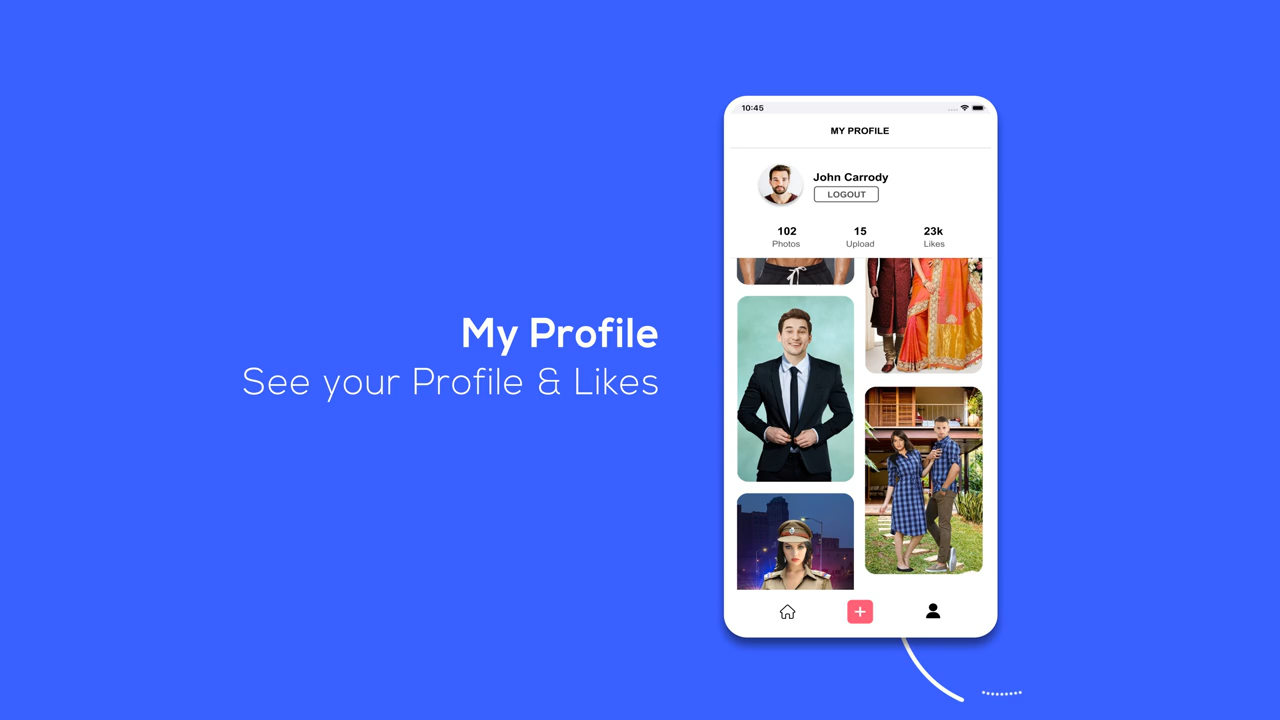 My Profile
See your Profile & Likes
10:45
MY PROFILE
John Carrody
LOGOUT
102
15
23k
Photos
Upload
Likes